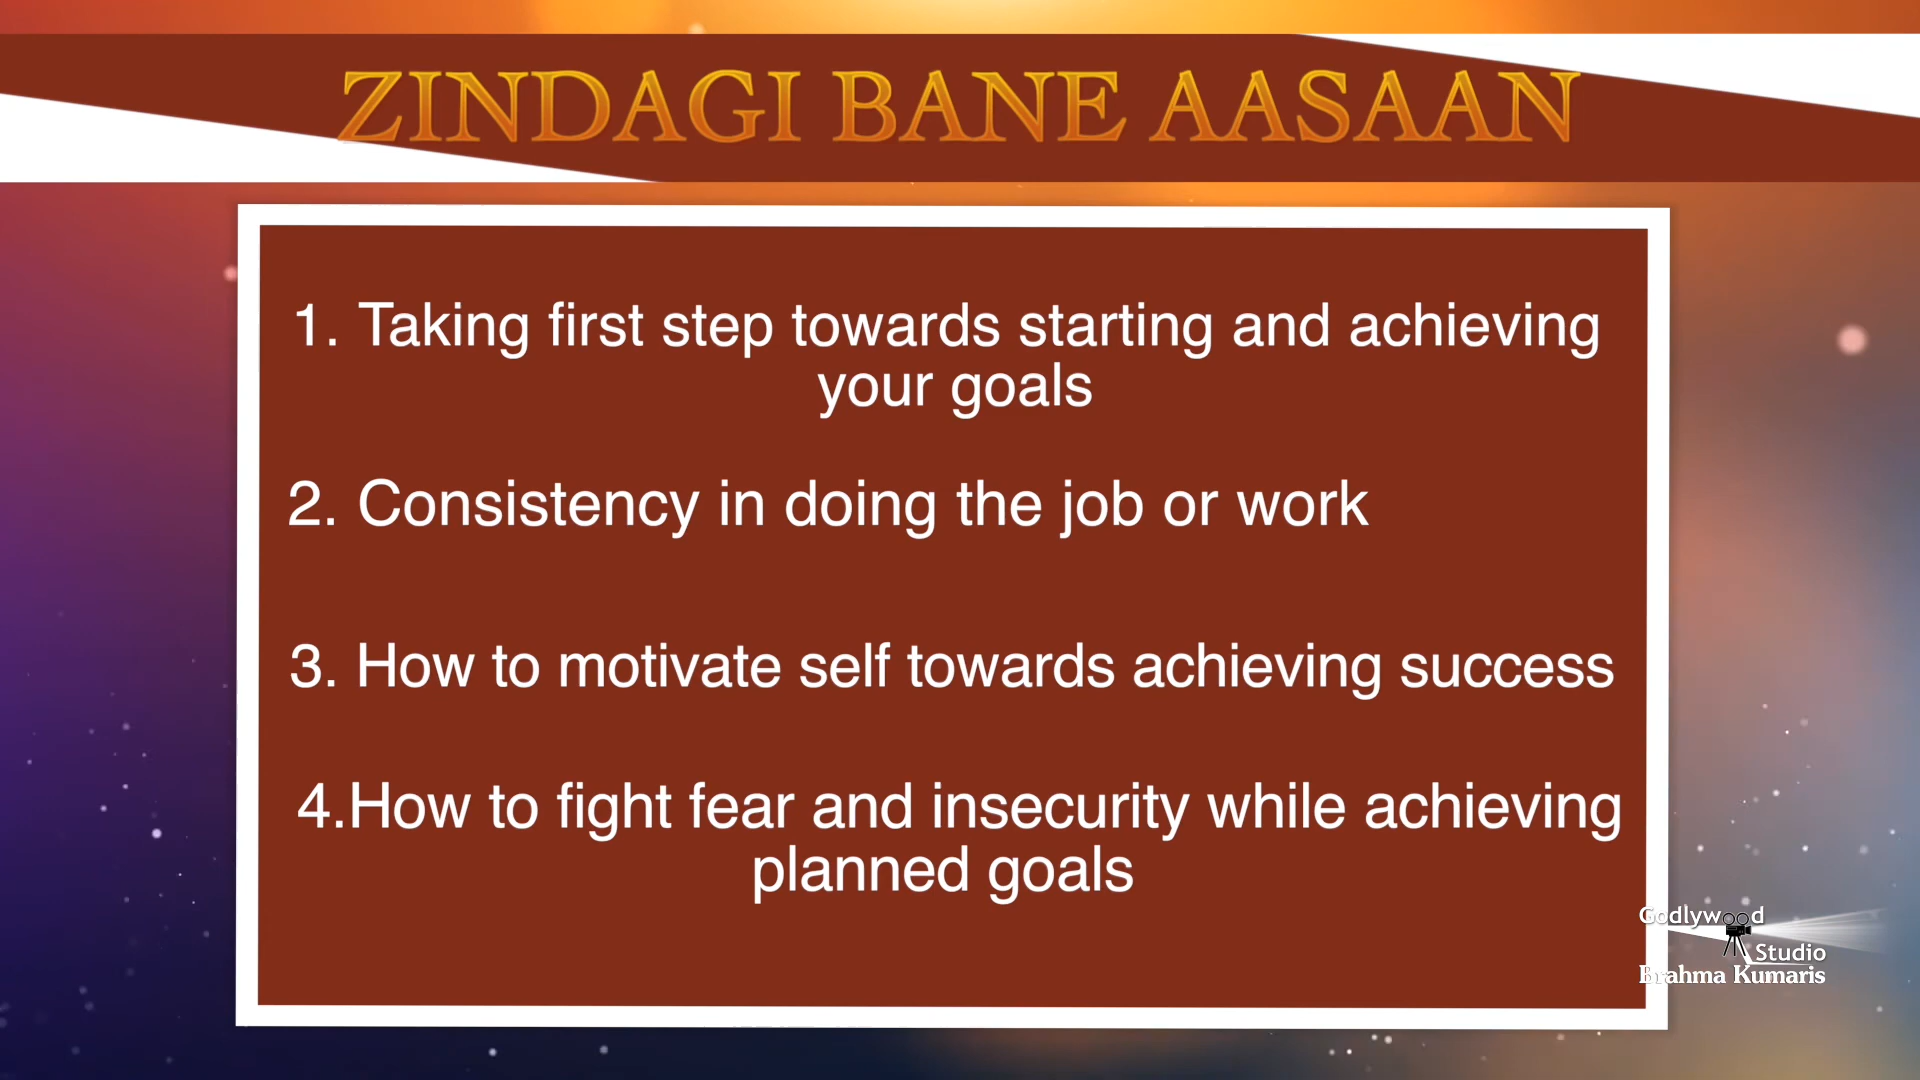 ZINDAGI BANE AASAAN
1. Taking first step towards starting and achieving
your goals
2. Consistency in doing the job or work
3. How to motivate self towards achieving success
4.How to fight fear and insecurity while achieving
planned goals
Godlywood
Studio
Brahma Kumaris